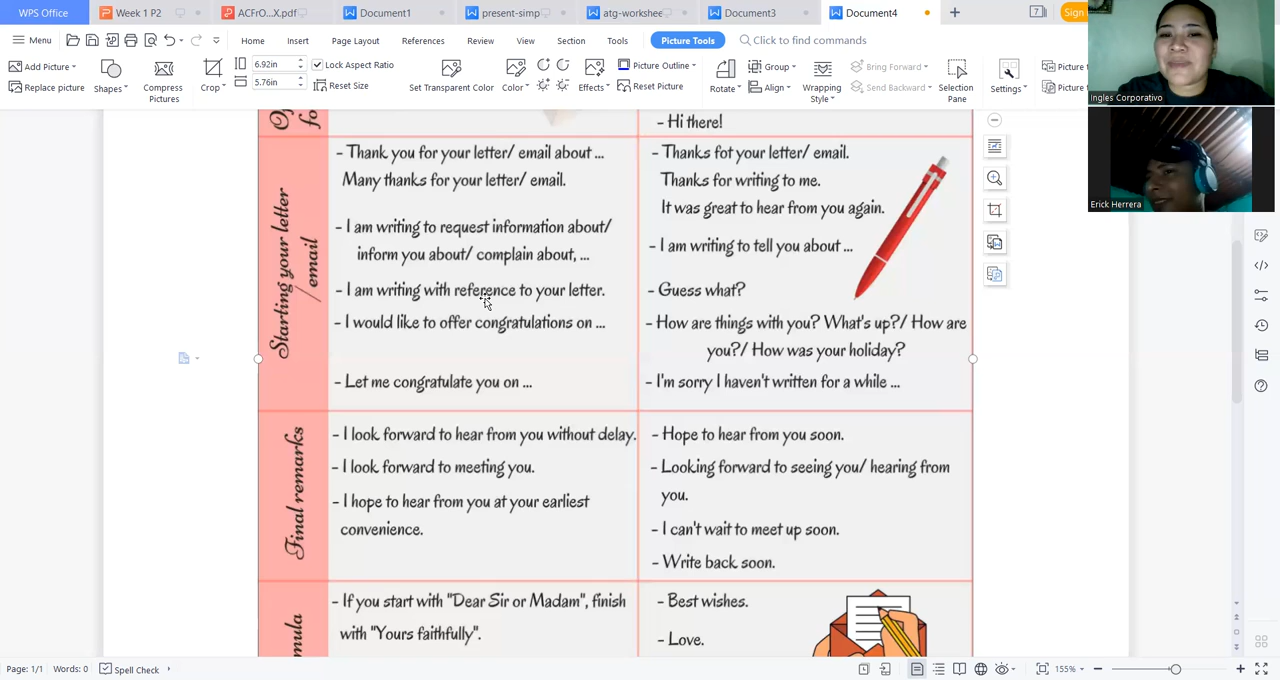 WPS Office
Week 1 P2
ACFrO...X.pdf
Document1
present-simp
atg-workshee
Document3
Document4
7
Sign
Menu
Home
Insert
Page Layout
References
Review
View
Section
Tools
Picture Tools
Click to find commands
Add Picture
Replace picture
Shapes
Compress Pictures
Crop
6.92in
5.76in
Lock Aspect Ratio
Reset Size
Set Transparent Color
Color
Effects
Picture Outline
Reset Picture
Rotate
Group
Align
Wrapping Style
Bring Forward
Send Backward
Selection Pane
Settings
Picture
Ingles Corporativo
Erick Herrera
- Hi there!
Starting your letter
/ email
- Thank you for your letter/ email about ...
Many thanks for your letter/ email.
- I am writing to request information about/
inform you about/ complain about, ...
- I am writing with reference to your letter.
- I would like to offer congratulations on ...
- Let me congratulate you on ...
- Thanks fot your letter/ email.
Thanks for writing to me.
It was great to hear from you again.
- I am writing to tell you about ...
- Guess what?
- How are things with you? What's up?/ How are
you?/ How was your holiday?
- I'm sorry I haven't written for a while ...
Final remarks
- I look forward to hear from you without delay.
- I look forward to meeting you.
- I hope to hear from you at your earliest
convenience.
- Hope to hear from you soon.
- Looking forward to seeing you/ hearing from
you.
- I can't wait to meet up soon.
- Write back soon.
- If you start with "Dear Sir or Madam", finish
with "Yours faithfully".
- Best wishes.
- Love.
Page: 1/1
Words: 0
Spell Check
155%